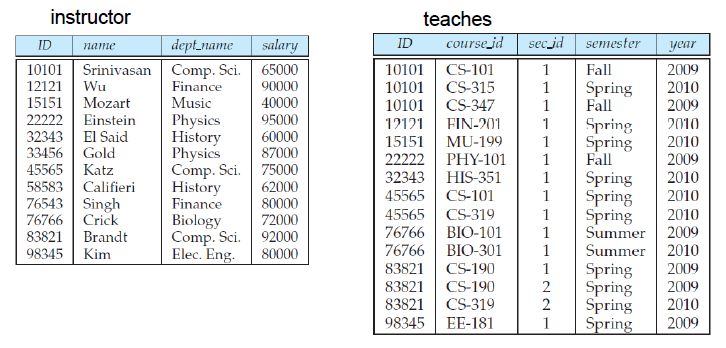 instructor
ID name dept_name salary
10101 Srinivasan Comp. Sci. 65000
12121 Wu Finance 90000
15151 Mozart Music 40000
22222 Einstein Physics 95000
32343 El Said History 60000
33456 Gold Physics 87000
45565 Katz Comp. Sci. 75000
58583 Califieri History 62000
76543 Singh Finance 80000
76766 Crick Biology 72000
83821 Brandt Comp. Sci. 92000
98345 Kim Elec. Eng. 80000
teaches
ID course_id sec_id semester year
10101 CS-101 1 Fall 2009
10101 CS-315 1 Spring 2010
10101 CS-347 1 Fall 2009
12121 FIN-201 1 Spring 2010
15151 MU-199 1 Spring 2010
22222 PHY-101 1 Fall 2009
32343 HIS-351 1 Spring 2010
45565 CS-101 1 Spring 2010
45565 CS-319 1 Spring 2010
76766 BIO-101 1 Summer 2009
76766 BIO-301 1 Summer 2010
83821 CS-190 1 Spring 2009
83821 CS-190 2 Spring 2009
83821 CS-319 2 Spring 2010
98345 EE-181 1 Spring 2009